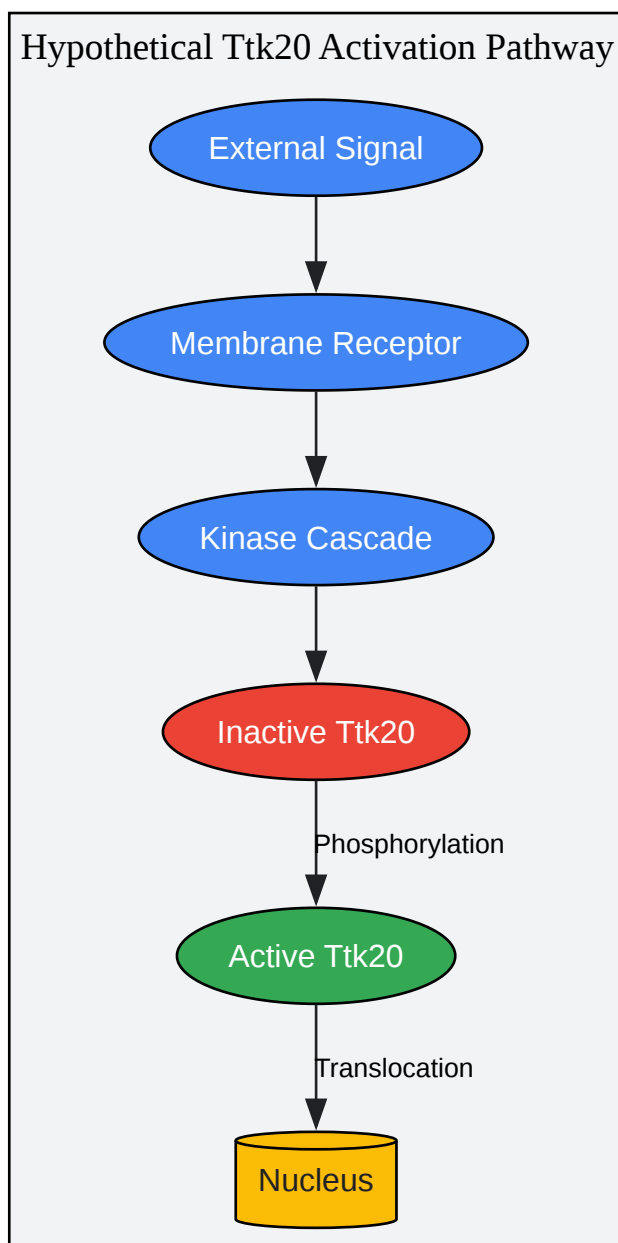 Hypothetical Ttk20 Activation Pathway
External Signal
Membrane Receptor
Kinase Cascade
Inactive Ttk20
Phosphorylation
Active Ttk20
Translocation
Nucleus